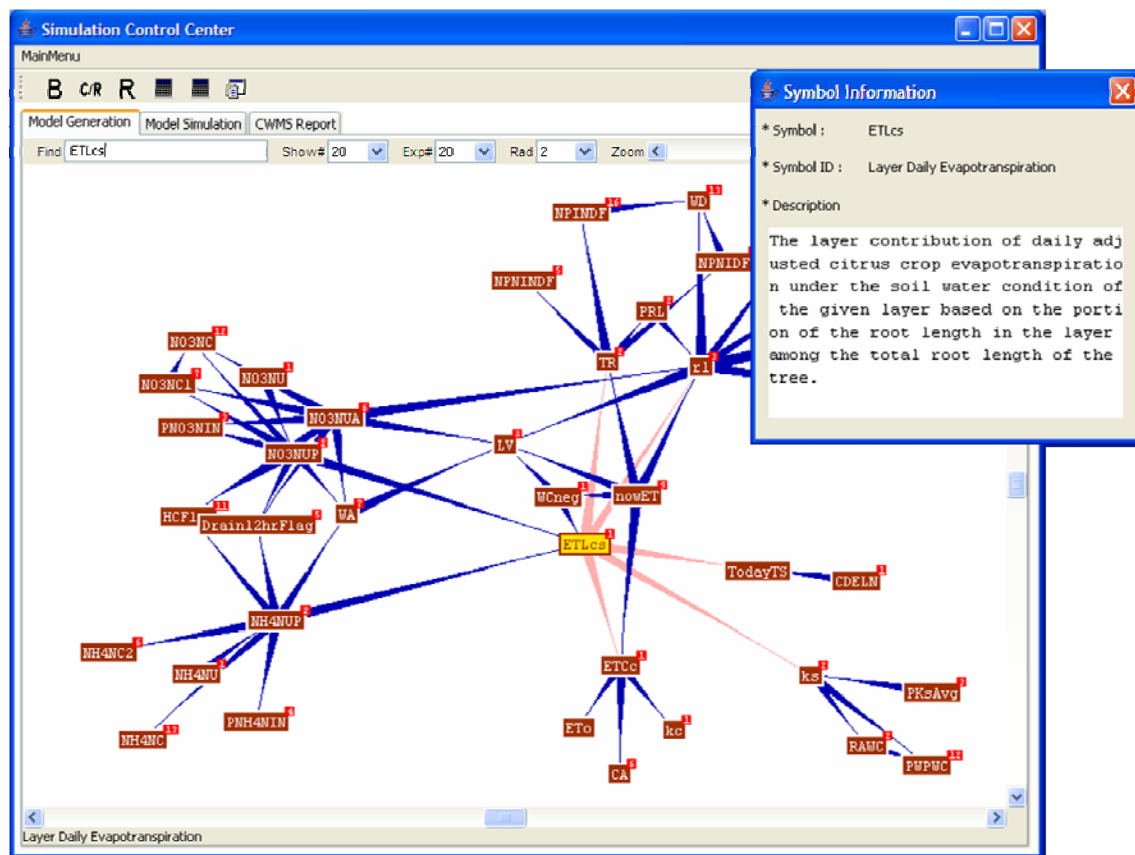 Simulation Control Center
MainMenu
B C/R R
Model Generation Model Simulation CWMS Report
Find ETLcs Show# 20 Exp# 20 Rad 2 Zoom
Symbol Information
* Symbol : ETLcs
* Symbol ID : Layer Daily Evapotranspiration
* Description
The layer contribution of daily adj
usted citrus crop evapotranspiratio
n under the soil water condition of
the given layer based on the porti
on of the root length in the layer
among the total root length of the
tree.
WD
NPINDF
NPNIDF
NPNINDF
PRL
TR
rl
NO3NC
NO3NU
NO3NC1
NO3NUA
PNO3NIN
NO3NUP
LV
WCneg
nowET
HCF1
Drain12hrFlag
WA
ETLcs
TodayTS
CDELN
NH4NUP
NH4NC2
NH4NU
PNH4NIN
NH4NC
ETCc
ks
PKsAvg
ETo
kc
CA
RAWC
PWPWC
Layer Daily Evapotranspiration